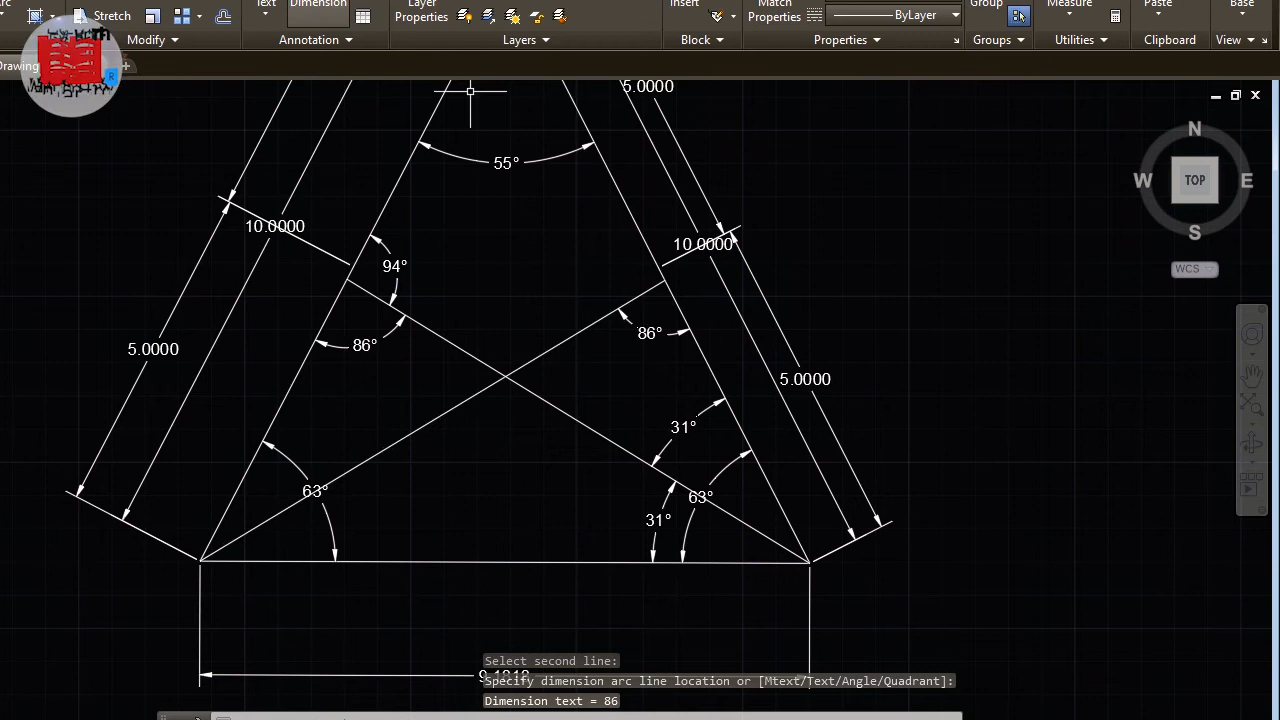 Stretch
Text
Dimension
Layer
Properties
Insert
Match
Properties
ByLayer
Group
Measure
Paste
Base
Modify
Annotation
Layers
Block
Properties
Groups
Utilities
Clipboard
View
Drawing
5.0000
N
55°
W TOP E
10.0000
S
10.0000
94°
WCS
86°
86°
5.0000
5.0000
31°
63°
63°
31°
Select second line:
Specify dimension arc line location or [Mtext/Text/Angle/Quadrant]:
Dimension text = 86